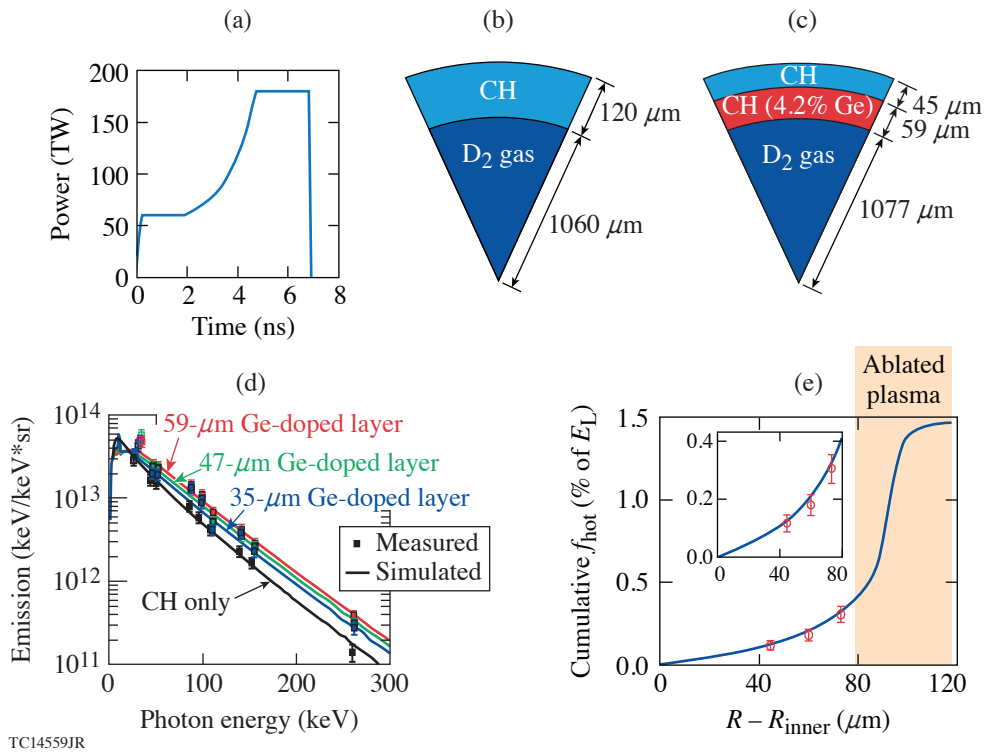 (a)
200
150
100
50
0
Power (TW)
0 2 4 6 8
Time (ns)
(b)
CH
120 μm
D2 gas
1060 μm
(c)
CH
45 μm
CH (4.2% Ge)
59 μm
D2 gas
1077 μm
(d)
10^14
10^13
10^12
10^11
Emission (keV/keV*sr)
59-μm Ge-doped layer
47-μm Ge-doped layer
35-μm Ge-doped layer
Measured
Simulated
CH only
0 100 200 300
Photon energy (keV)
(e)
Ablated
plasma
1.5
1.0
0.5
0.0
Cumulative fhot (% of EL)
0.4
0.2
0.0
0 40 80
0 40 80 120
R – Rinner (μm)
TC14559JR